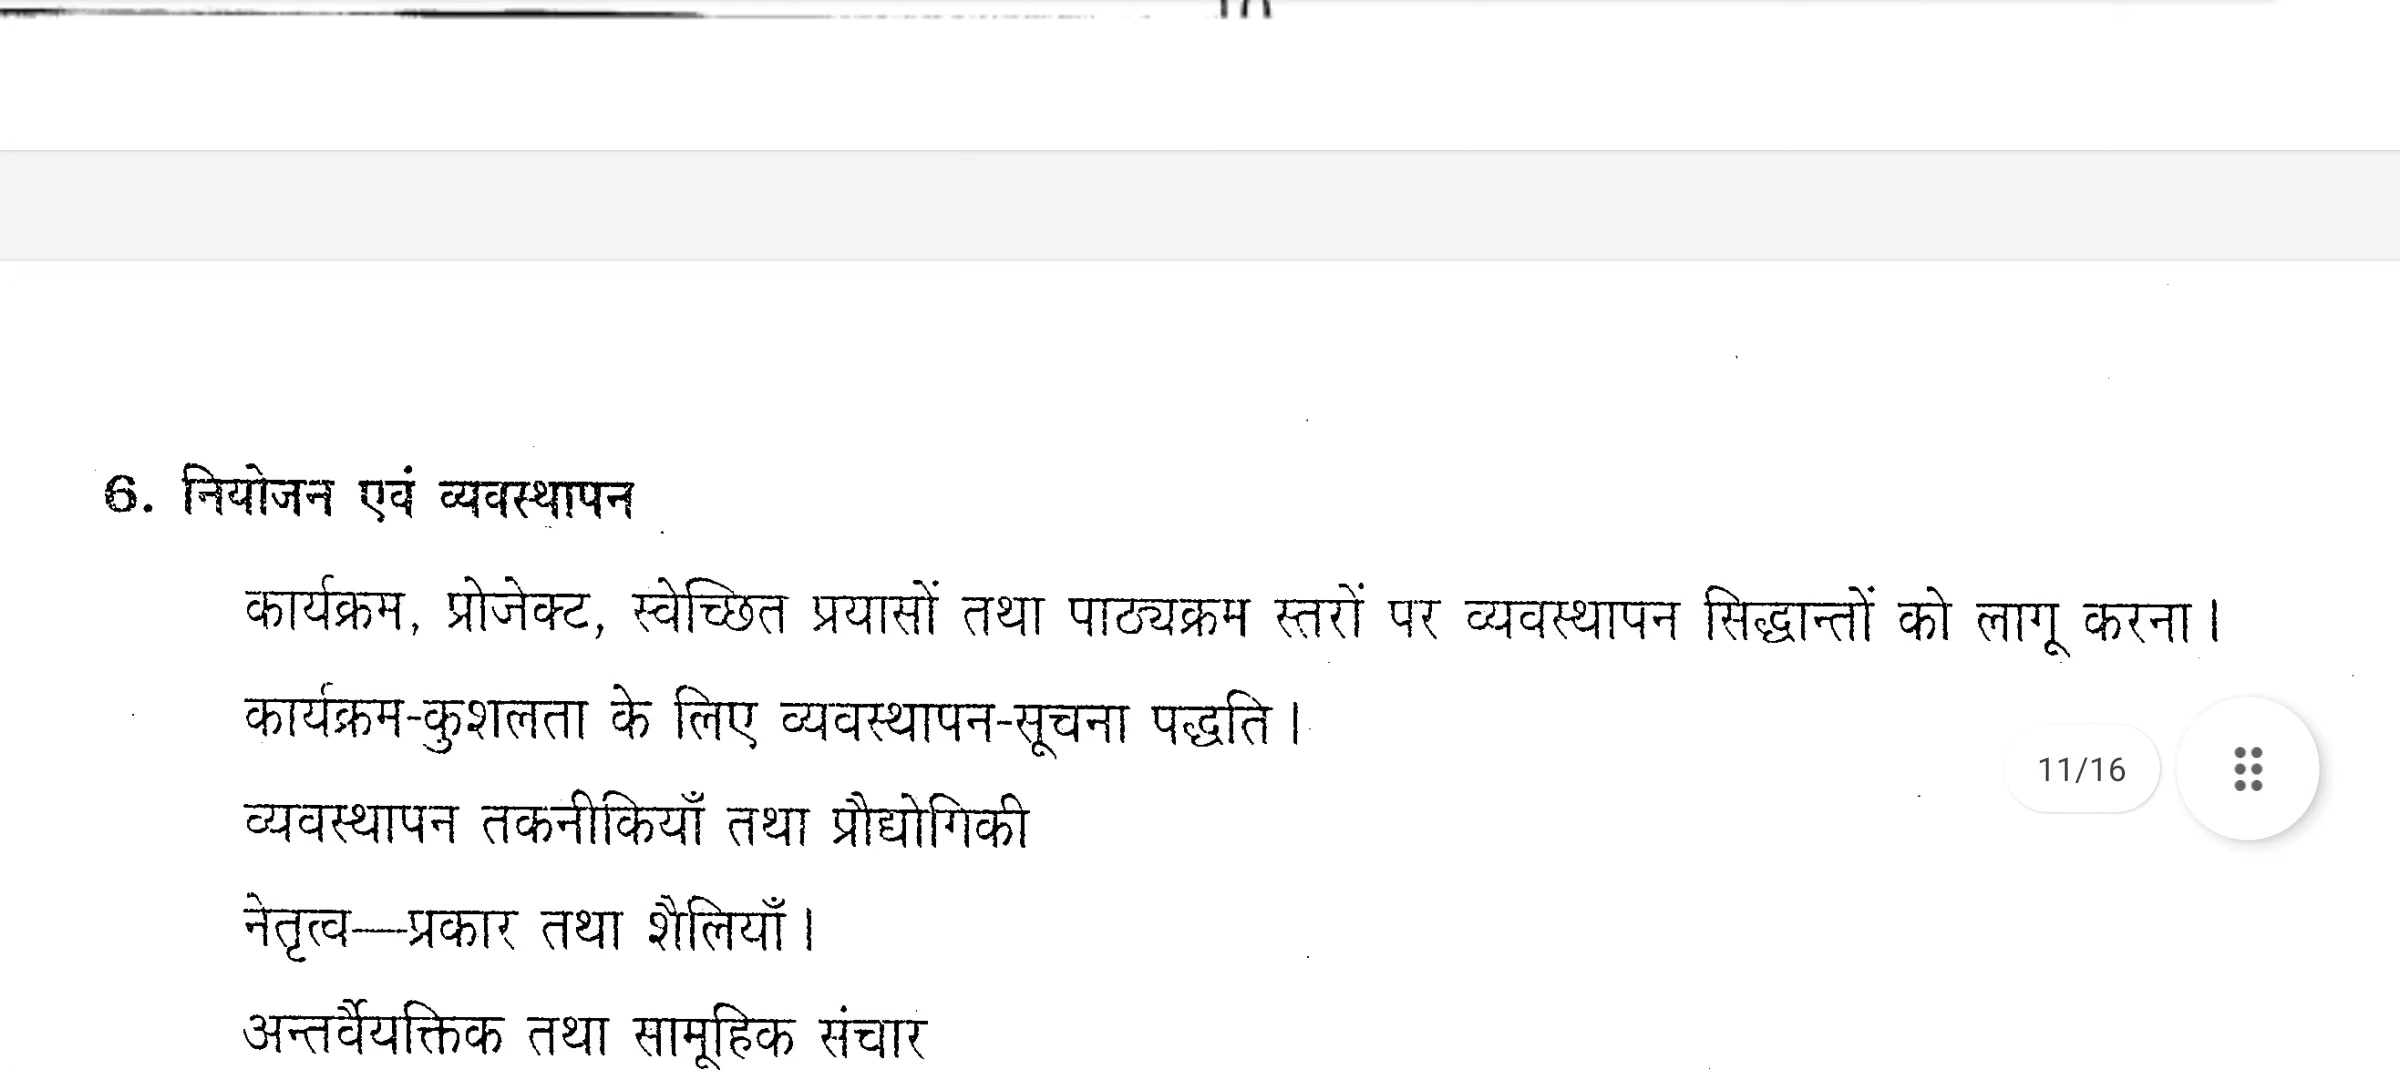 6. नियोजन एवं व्यवस्थापन
कार्यक्रम, प्रोजेक्ट, स्वेच्छित प्रयासों तथा पाठ्यक्रम स्तरों पर व्यवस्थापन सिद्धान्तों को लागू करना।
कार्यक्रम-कुशलता के लिए व्यवस्थापन-सूचना पद्धति।
11/16
व्यवस्थापन तकनीकियाँ तथा प्रौद्योगिकी
नेतृत्व—प्रकार तथा शैलियाँ।
अन्तर्वैयक्तिक तथा सामूहिक संचार